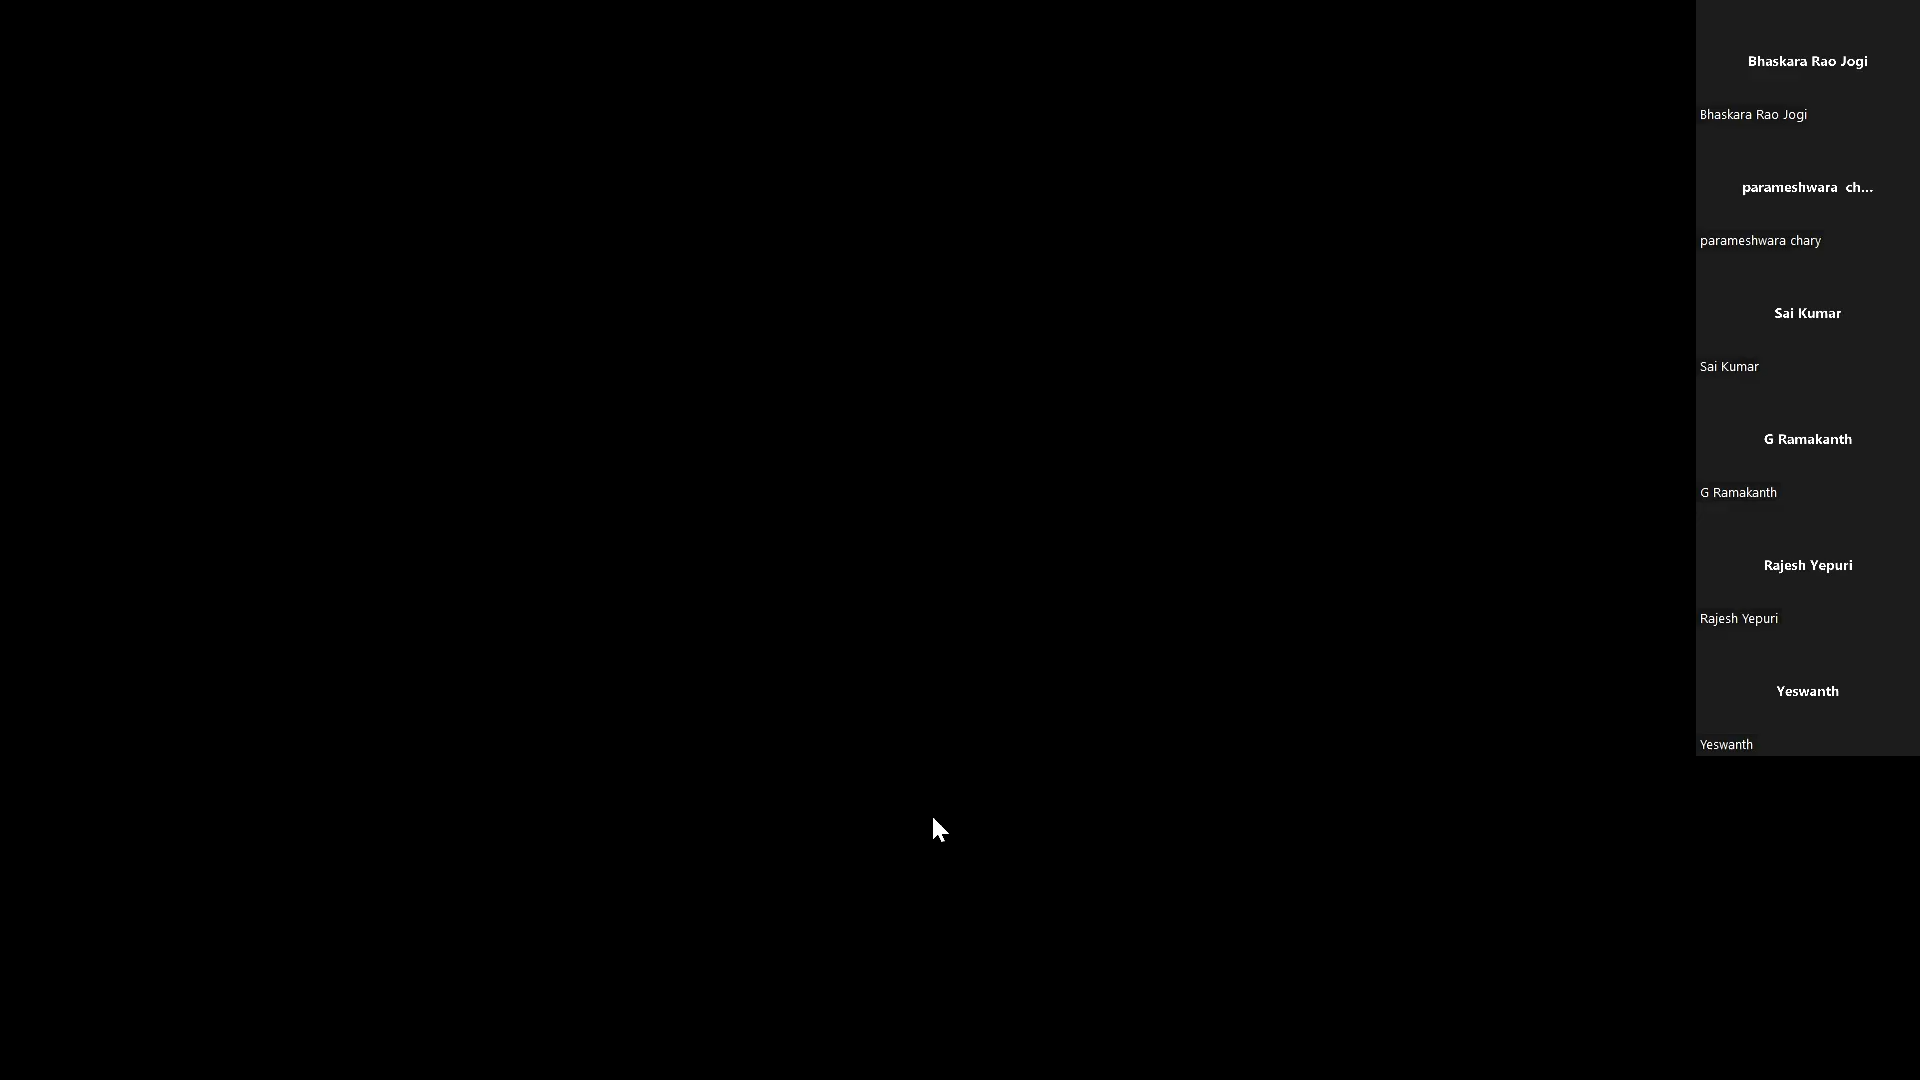 Bhaskara Rao Jogi
Bhaskara Rao Jogi
parameshwara ch...
parameshwara chary
Sai Kumar
Sai Kumar
G Ramakanth
G Ramakanth
Rajesh Yepuri
Rajesh Yepuri
Yeswanth
Yeswanth